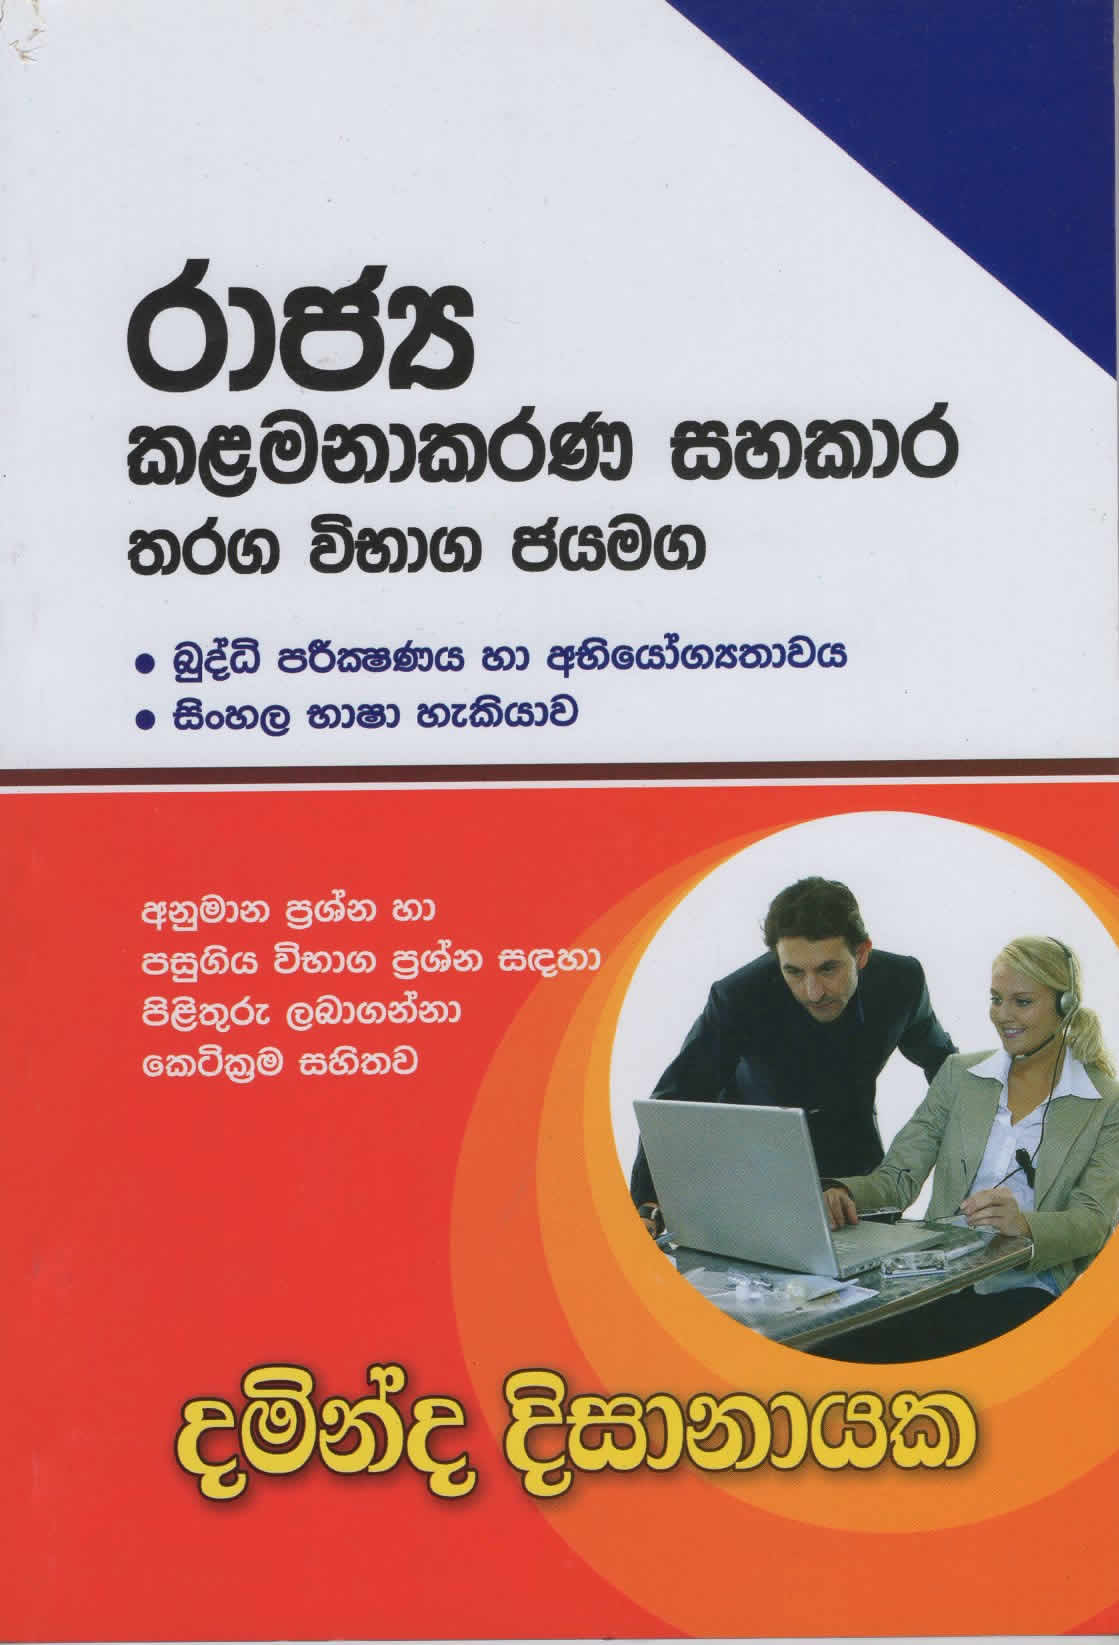 රාජ්‍ය
කළමනාකරණ සහකාර
තරග විභාග ජයමග
• බුද්ධි පරීක්ෂණය හා අභියෝග්‍යතාවය
• සිංහල භාෂා හැකියාව
අනුමාන ප්‍රශ්න හා
පසුගිය විභාග ප්‍රශ්න සඳහා
පිළිතුරු ලබාගන්නා
කෙටික්‍රම සහිතව
දමින්ද දිසානායක